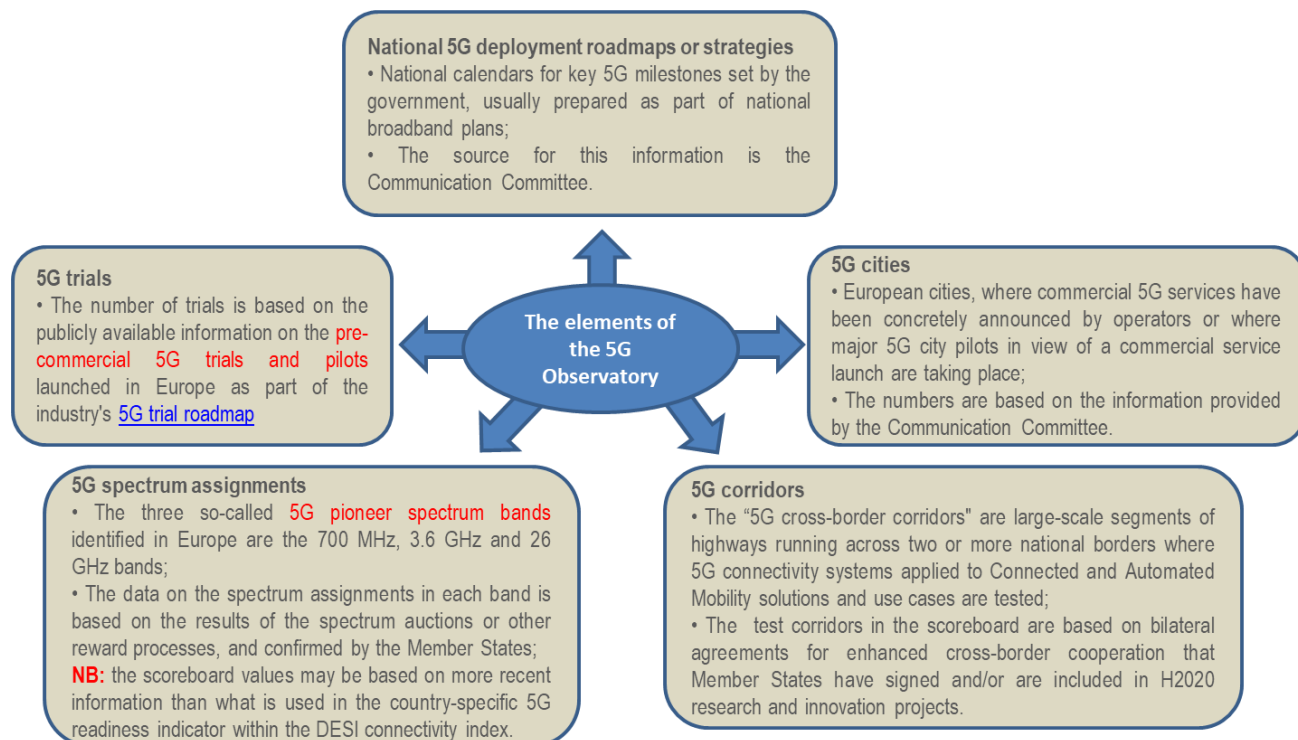 National 5G deployment roadmaps or strategies
• National calendars for key 5G milestones set by the
government, usually prepared as part of national
broadband plans;
• The source for this information is the
Communication Committee.
5G trials
• The number of trials is based on the
publicly available information on the pre-
commercial 5G trials and pilots
launched in Europe as part of the
industry's 5G trial roadmap
The elements of
the 5G
Observatory
5G cities
• European cities, where commercial 5G services have
been concretely announced by operators or where
major 5G city pilots in view of a commercial service
launch are taking place;
• The numbers are based on the information provided
by the Communication Committee.
5G spectrum assignments
• The three so-called 5G pioneer spectrum bands
identified in Europe are the 700 MHz, 3.6 GHz and 26
GHz bands;
• The data on the spectrum assignments in each band is
based on the results of the spectrum auctions or other
reward processes, and confirmed by the Member States;
NB: the scoreboard values may be based on more recent
information than what is used in the country-specific 5G
readiness indicator within the DESI connectivity index.
5G corridors
• The “5G cross-border corridors" are large-scale segments of
highways running across two or more national borders where
5G connectivity systems applied to Connected and Automated
Mobility solutions and use cases are tested;
• The test corridors in the scoreboard are based on bilateral
agreements for enhanced cross-border cooperation that
Member States have signed and/or are included in H2020
research and innovation projects.